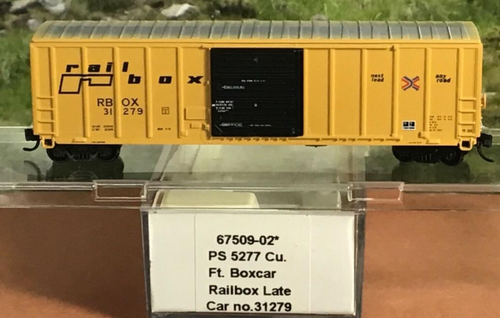 rail
box
RBOX
31279
next
load
any
road
67509-02*
PS 5277 Cu.
Ft. Boxcar
Railbox Late
Car no.31279